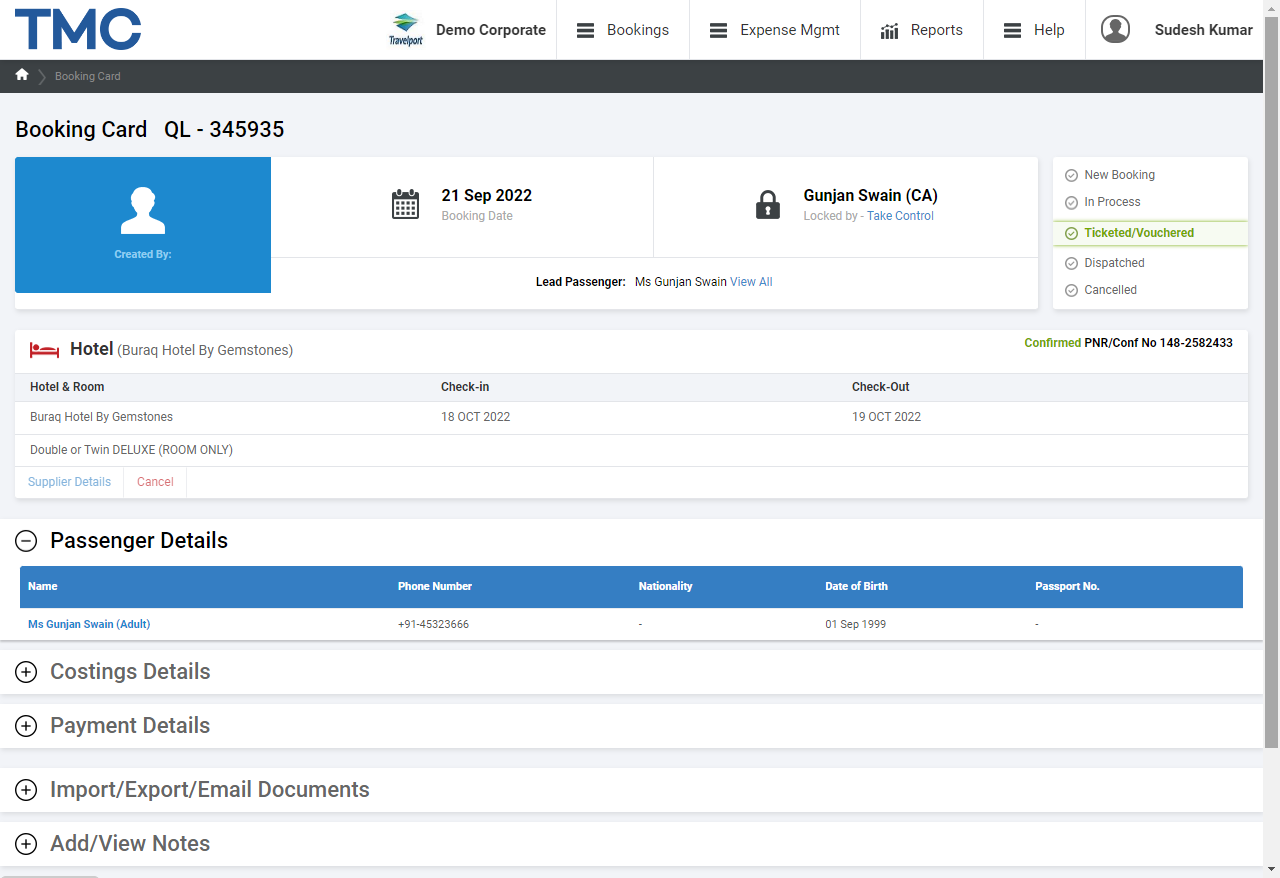 TMC
Travelport
Demo Corporate
Bookings
Expense Mgmt
Reports
Help
Sudesh Kumar
Booking Card
Booking Card QL - 345935
Created By:
21 Sep 2022
Booking Date
Gunjan Swain (CA)
Locked by - Take Control
Lead Passenger: Ms Gunjan Swain View All
New Booking
In Process
Ticketed/Vouchered
Dispatched
Cancelled
Hotel (Buraq Hotel By Gemstones)
Confirmed PNR/Conf No 148-2582433
Hotel & Room Check-in Check-Out
Buraq Hotel By Gemstones 18 OCT 2022 19 OCT 2022
Double or Twin DELUXE (ROOM ONLY)
Supplier Details Cancel
Passenger Details
Name Phone Number Nationality Date of Birth Passport No.
Ms Gunjan Swain (Adult) +91-45323666 - 01 Sep 1999 -
Costings Details
Payment Details
Import/Export/Email Documents
Add/View Notes